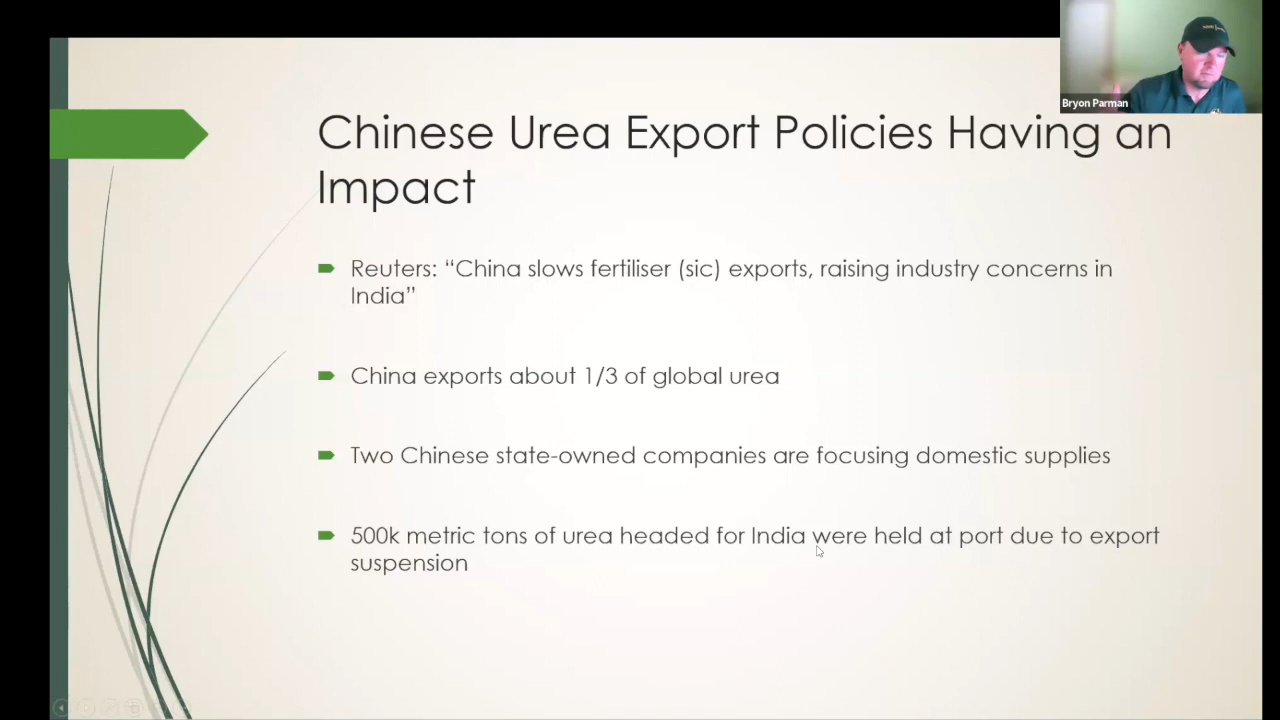 Bryon Parman
Chinese Urea Export Policies Having an
Impact
Reuters: “China slows fertiliser (sic) exports, raising industry concerns in
India”
China exports about 1/3 of global urea
Two Chinese state-owned companies are focusing domestic supplies
500k metric tons of urea headed for India were held at port due to export
suspension